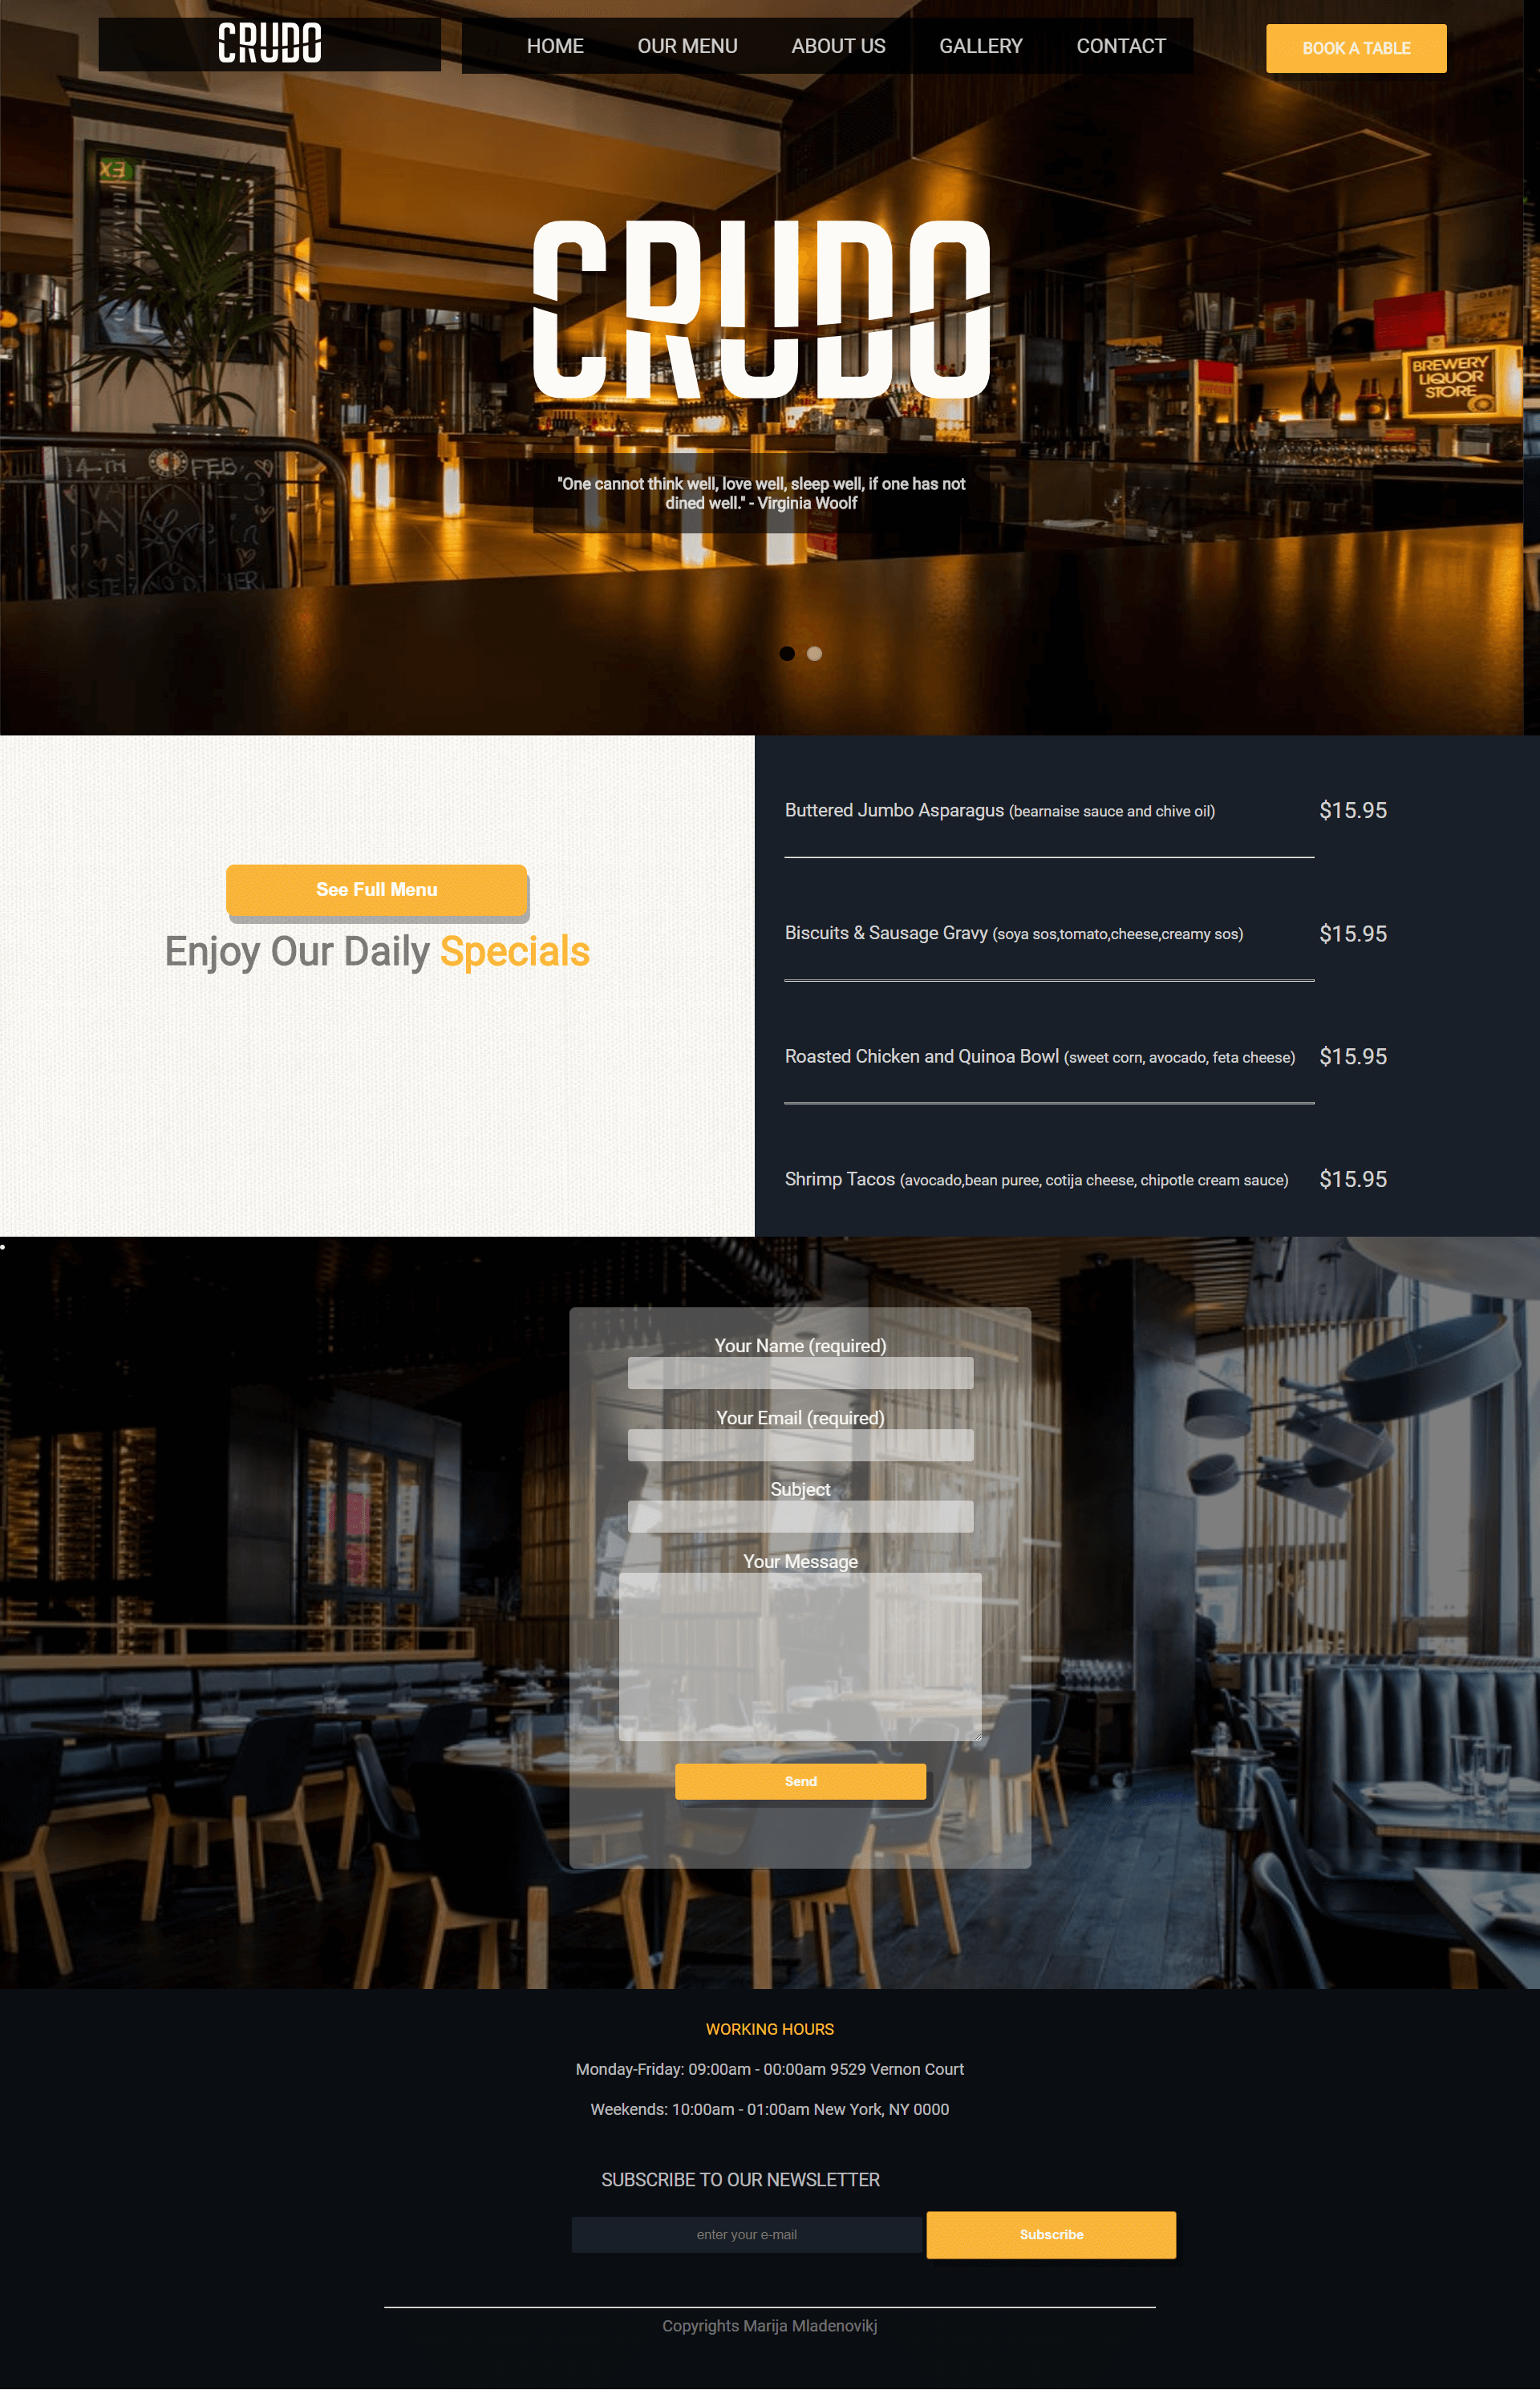 CRUDO
HOME
OUR MENU
ABOUT US
GALLERY
CONTACT
BOOK A TABLE
CRUDO
BREWERY
LIQUOR
STORE
14TH FEB.
"One cannot think well, love well, sleep well, if one has not
dined well." - Virginia Woolf
See Full Menu
Enjoy Our Daily Specials
Buttered Jumbo Asparagus (bearnaise sauce and chive oil) $15.95
Biscuits & Sausage Gravy (soya sos,tomato,cheese,creamy sos) $15.95
Roasted Chicken and Quinoa Bowl (sweet corn, avocado, feta cheese) $15.95
Shrimp Tacos (avocado,bean puree, cotija cheese, chipotle cream sauce) $15.95
Your Name (required)
Your Email (required)
Subject
Your Message
Send
WORKING HOURS
Monday-Friday: 09:00am - 00:00am 9529 Vernon Court
Weekends: 10:00am - 01:00am New York, NY 0000
SUBSCRIBE TO OUR NEWSLETTER
enter your e-mail
Subscribe
Copyrights Marija Mladenovikj